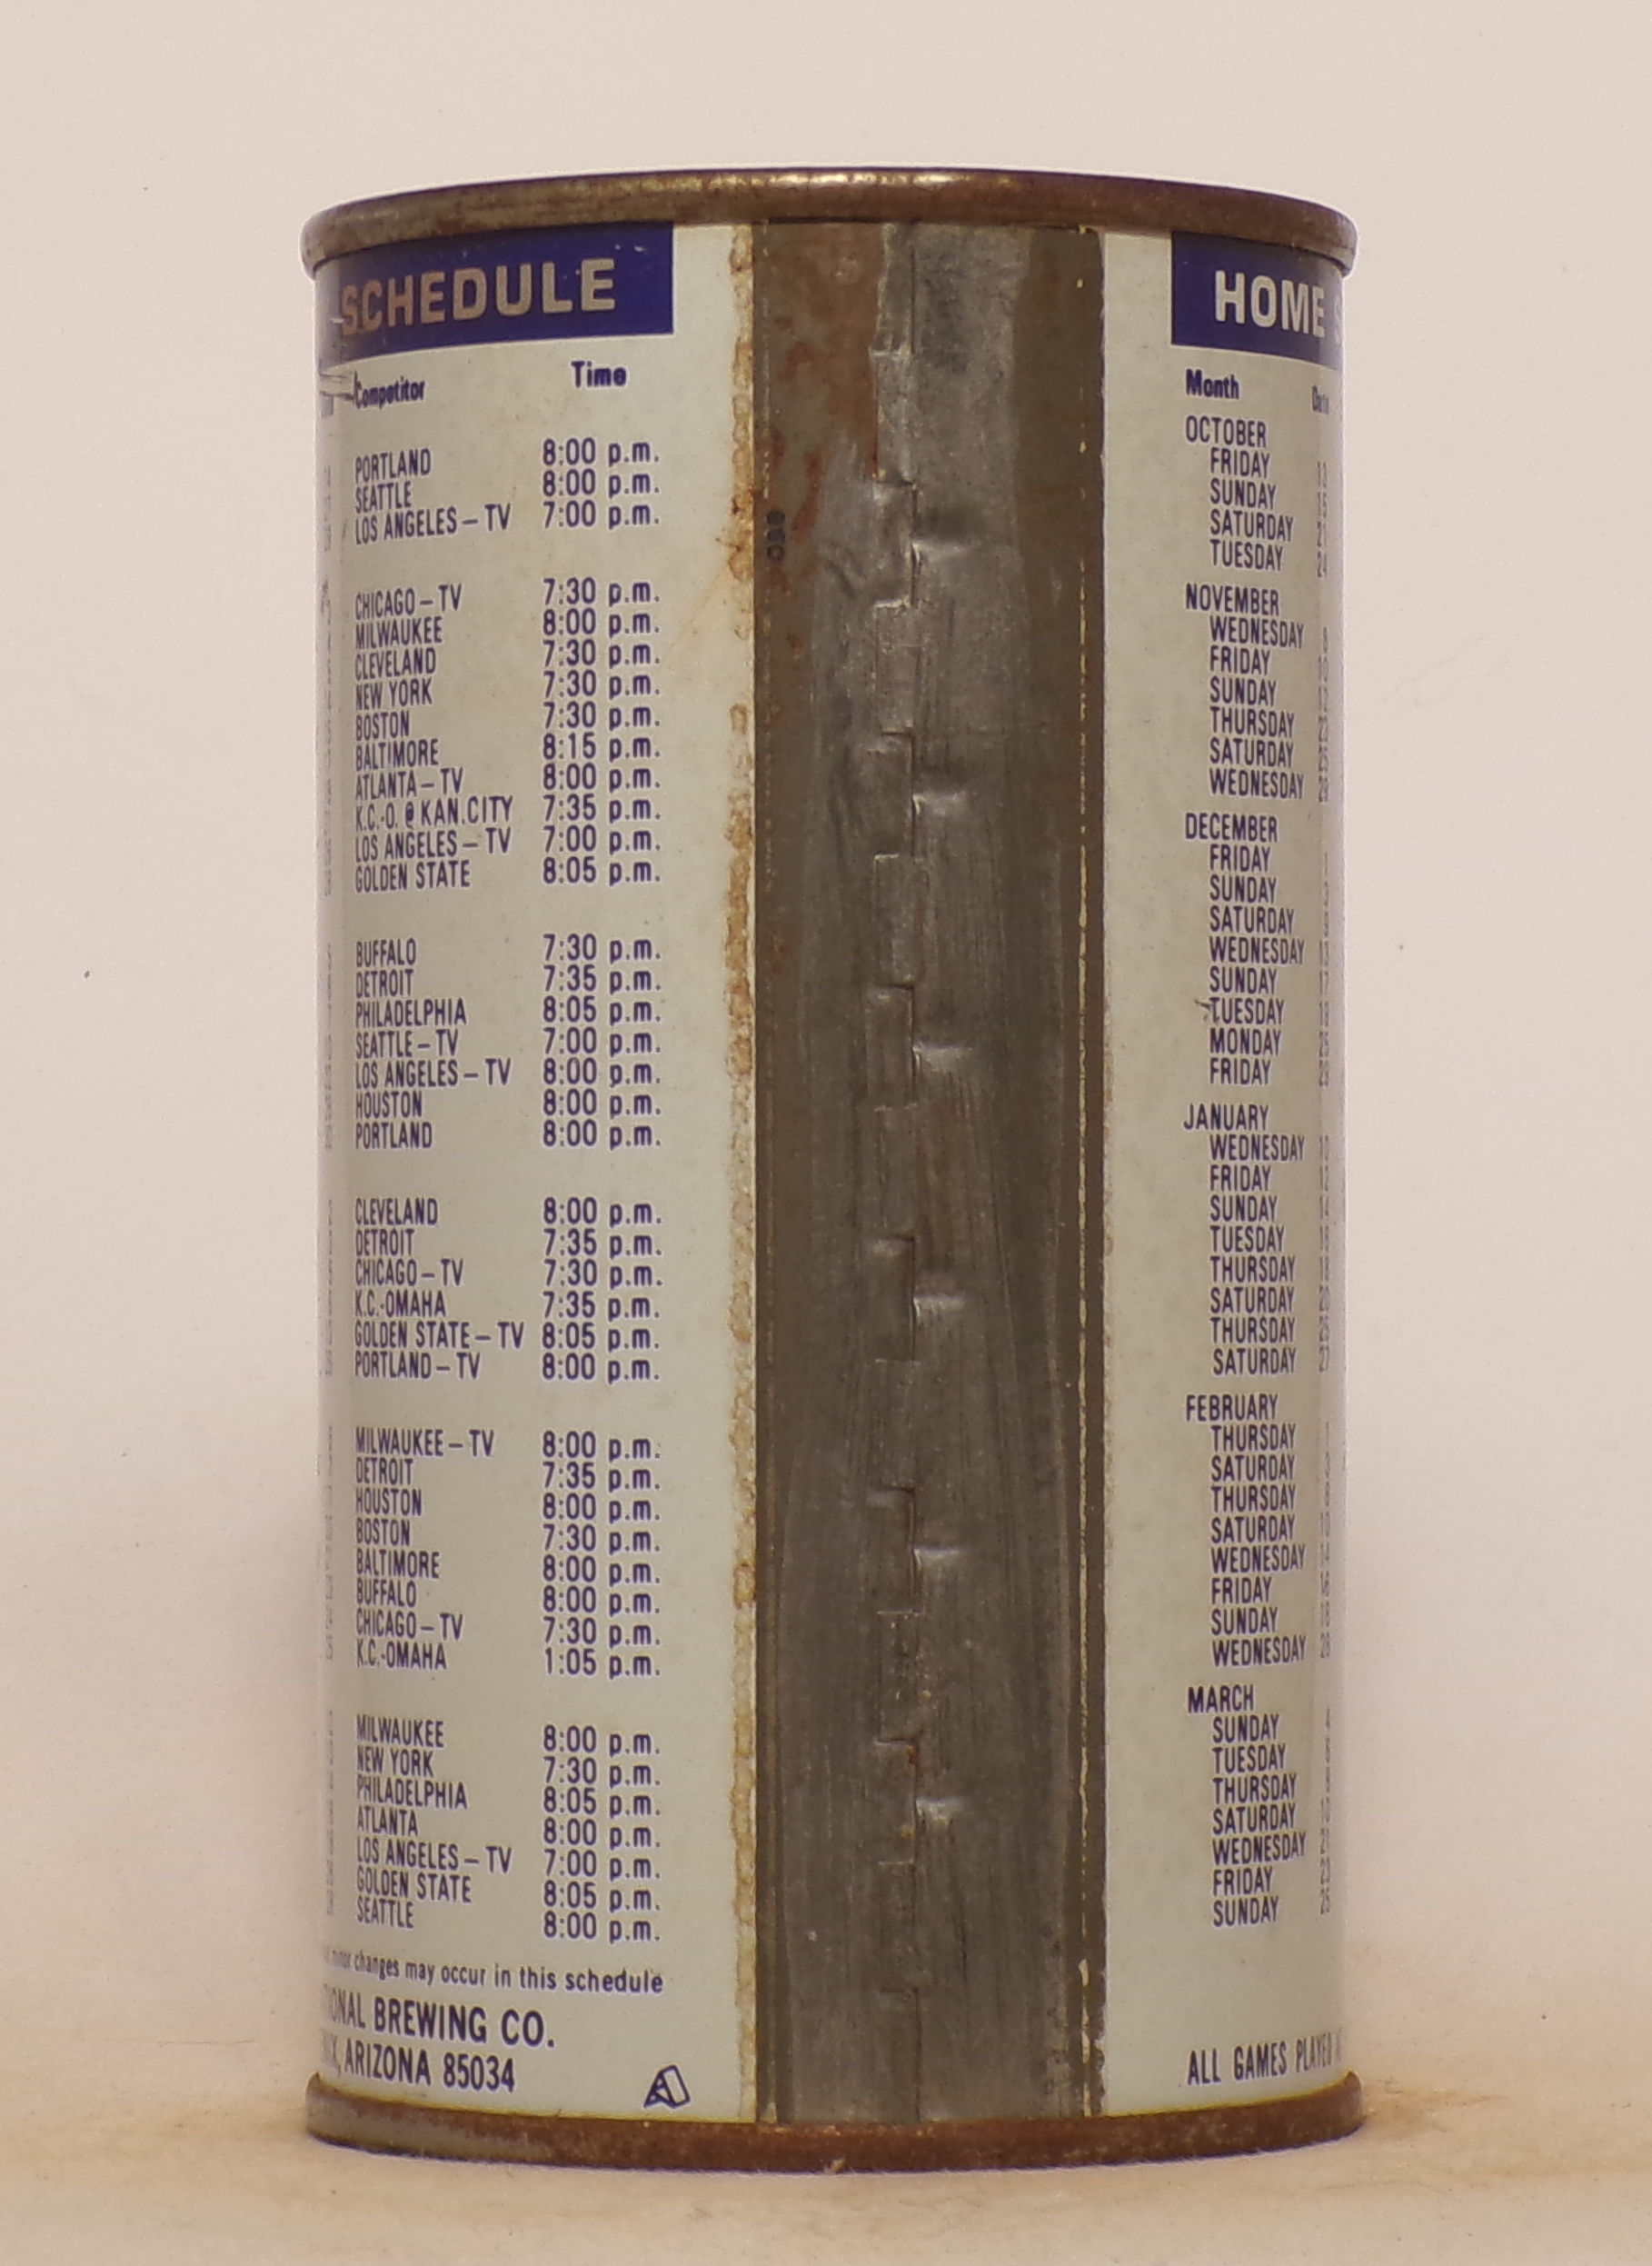 SCHEDULE
Competitor Time
PORTLAND 8:00 p.m.
SEATTLE 8:00 p.m.
LOS ANGELES – TV 7:00 p.m.
CHICAGO – TV 7:30 p.m.
MILWAUKEE 8:00 p.m.
CLEVELAND 7:30 p.m.
NEW YORK 7:30 p.m.
BOSTON 7:30 p.m.
BALTIMORE 8:15 p.m.
ATLANTA – TV 8:00 p.m.
K.C.-O. @ KAN.CITY 7:35 p.m.
LOS ANGELES – TV 7:00 p.m.
GOLDEN STATE 8:05 p.m.
BUFFALO 7:30 p.m.
DETROIT 7:35 p.m.
PHILADELPHIA 8:05 p.m.
SEATTLE – TV 7:00 p.m.
LOS ANGELES – TV 8:00 p.m.
HOUSTON 8:00 p.m.
PORTLAND 8:00 p.m.
CLEVELAND 8:00 p.m.
DETROIT 7:35 p.m.
CHICAGO – TV 7:30 p.m.
K.C.-OMAHA 7:35 p.m.
GOLDEN STATE – TV 8:05 p.m.
PORTLAND – TV 8:00 p.m.
MILWAUKEE – TV 8:00 p.m.
DETROIT 7:35 p.m.
HOUSTON 8:00 p.m.
BOSTON 7:30 p.m.
BALTIMORE 8:00 p.m.
BUFFALO 8:00 p.m.
CHICAGO – TV 7:30 p.m.
K.C.-OMAHA 1:05 p.m.
MILWAUKEE 8:00 p.m.
NEW YORK 7:30 p.m.
PHILADELPHIA 8:05 p.m.
ATLANTA 8:00 p.m.
LOS ANGELES – TV 7:00 p.m.
GOLDEN STATE 8:05 p.m.
SEATTLE 8:00 p.m.
changes may occur in this schedule
BREWING CO.
ARIZONA 85034
HOME
Month
OCTOBER
FRIDAY
SUNDAY
SATURDAY
TUESDAY
NOVEMBER
WEDNESDAY
FRIDAY
SUNDAY
THURSDAY
SATURDAY
WEDNESDAY
DECEMBER
FRIDAY
SUNDAY
SATURDAY
WEDNESDAY
SUNDAY
TUESDAY
MONDAY
FRIDAY
JANUARY
WEDNESDAY
FRIDAY
SUNDAY
TUESDAY
THURSDAY
SATURDAY
THURSDAY
SATURDAY
FEBRUARY
THURSDAY
SATURDAY
THURSDAY
SATURDAY
WEDNESDAY
FRIDAY
SUNDAY
WEDNESDAY
MARCH
SUNDAY
TUESDAY
THURSDAY
SATURDAY
WEDNESDAY
FRIDAY
SUNDAY
ALL GAMES PLAYED